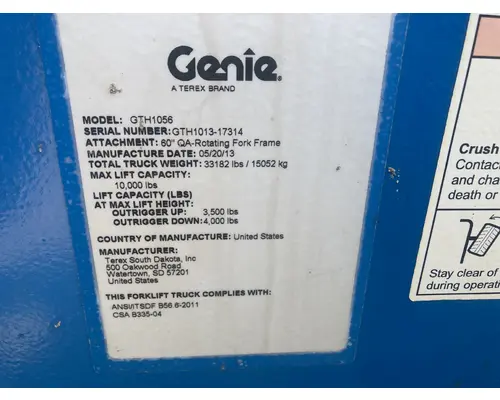 Genie
A TEREX BRAND
MODEL: GTH1056
SERIAL NUMBER: GTH1013-17314
ATTACHMENT: 60" QA-Rotating Fork Frame
MANUFACTURE DATE: 05/20/13
TOTAL TRUCK WEIGHT: 33182 lbs / 15052 kg
MAX LIFT CAPACITY:
10,000 lbs
LIFT CAPACITY (LBS)
AT MAX LIFT HEIGHT:
OUTRIGGER UP: 3,500 lbs
OUTRIGGER DOWN: 4,000 lbs
COUNTRY OF MANUFACTURE: United States
MANUFACTURER:
Terex South Dakota, Inc
500 Oakwood Road
Watertown, SD 57201
United States
THIS FORKLIFT TRUCK COMPLIES WITH:
ANSI/ITSDF B56.6-2011
CSA B335-04
Crush
Contact
and cha
death or
Stay clear of
during operati